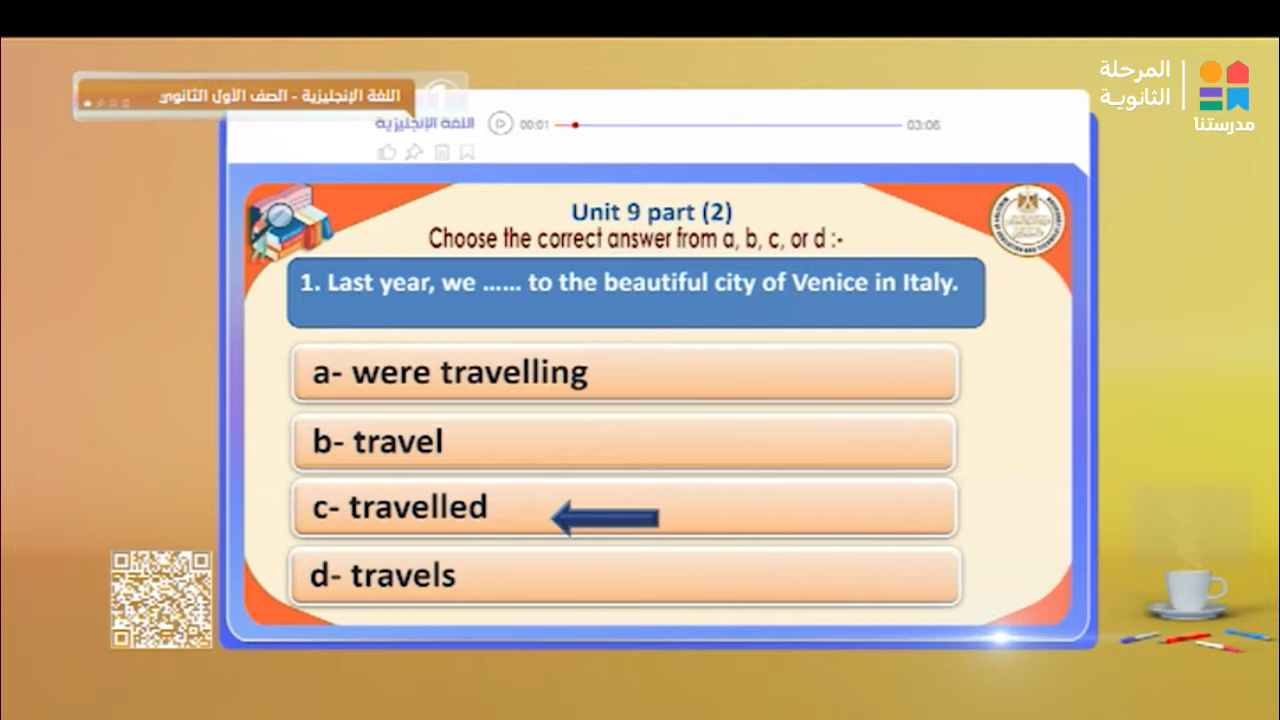 المرحلة
الثانوية
مدرستنا
اللغة الإنجليزية - الصف الأول الثانوي
اللغة الإنجليزية
00:01
03:06
Unit 9 part (2)
Choose the correct answer from a, b, c, or d :-
1. Last year, we ...... to the beautiful city of Venice in Italy.
a- were travelling
b- travel
c- travelled
d- travels